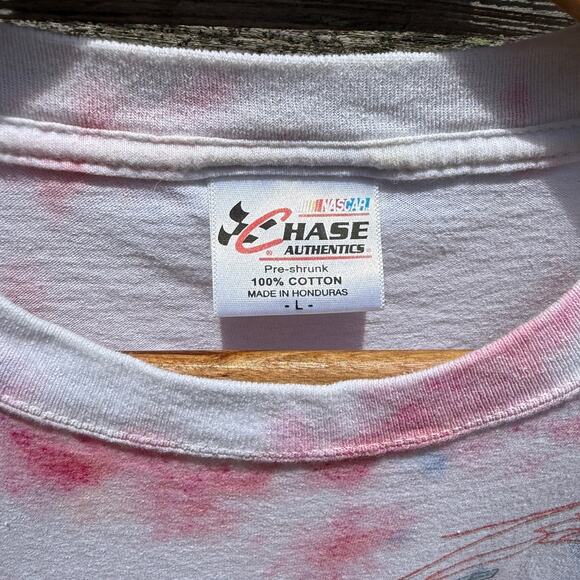 NASCAR.
CHASE
AUTHENTICS®
®
Pre-shrunk
100% COTTON
MADE IN HONDURAS
- L -